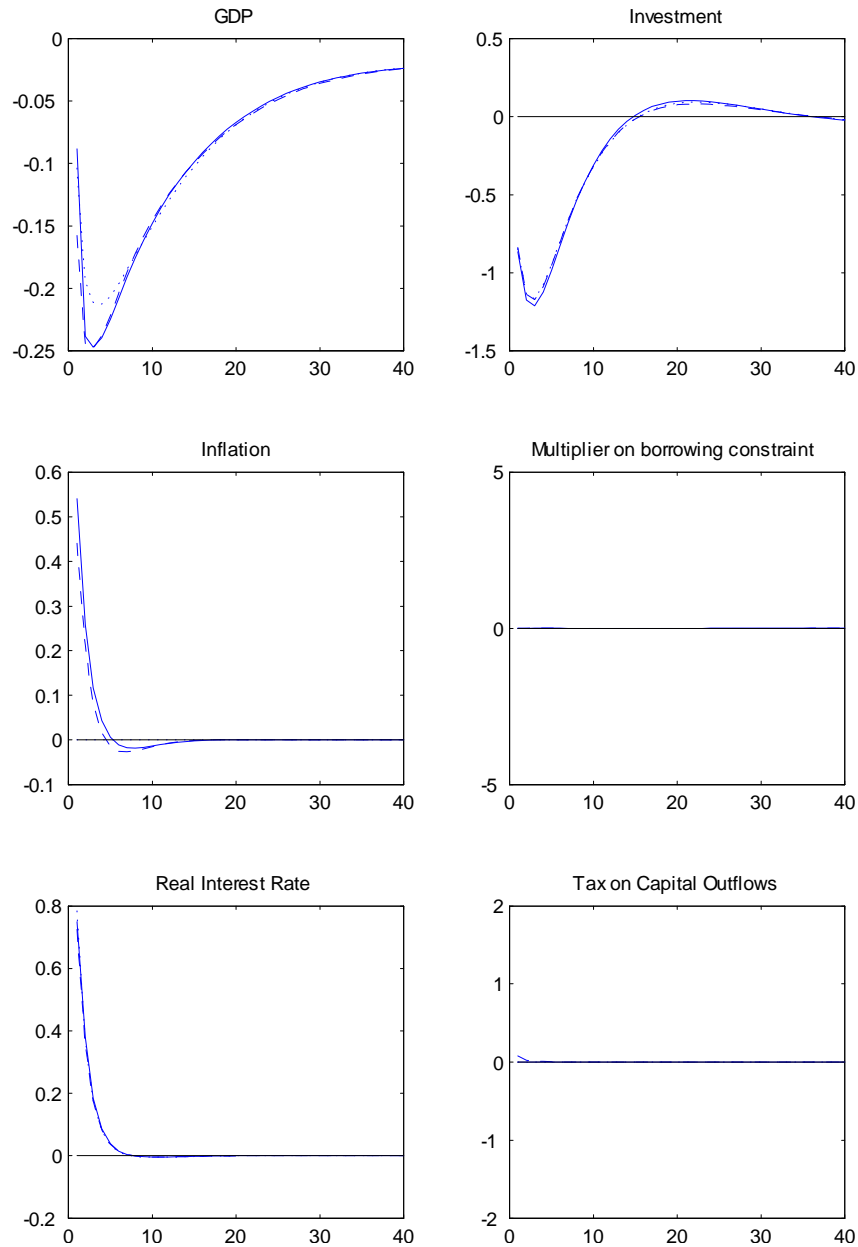 GDP
0
-0.05
-0.1
-0.15
-0.2
-0.25
0 10 20 30 40
Investment
0.5
0
-0.5
-1
-1.5
0 10 20 30 40
Inflation
0.6
0.5
0.4
0.3
0.2
0.1
0
-0.1
0 10 20 30 40
Multiplier on borrowing constraint
5
0
-5
0 10 20 30 40
Real Interest Rate
0.8
0.6
0.4
0.2
0
-0.2
0 10 20 30 40
Tax on Capital Outflows
2
1
0
-1
-2
0 10 20 30 40